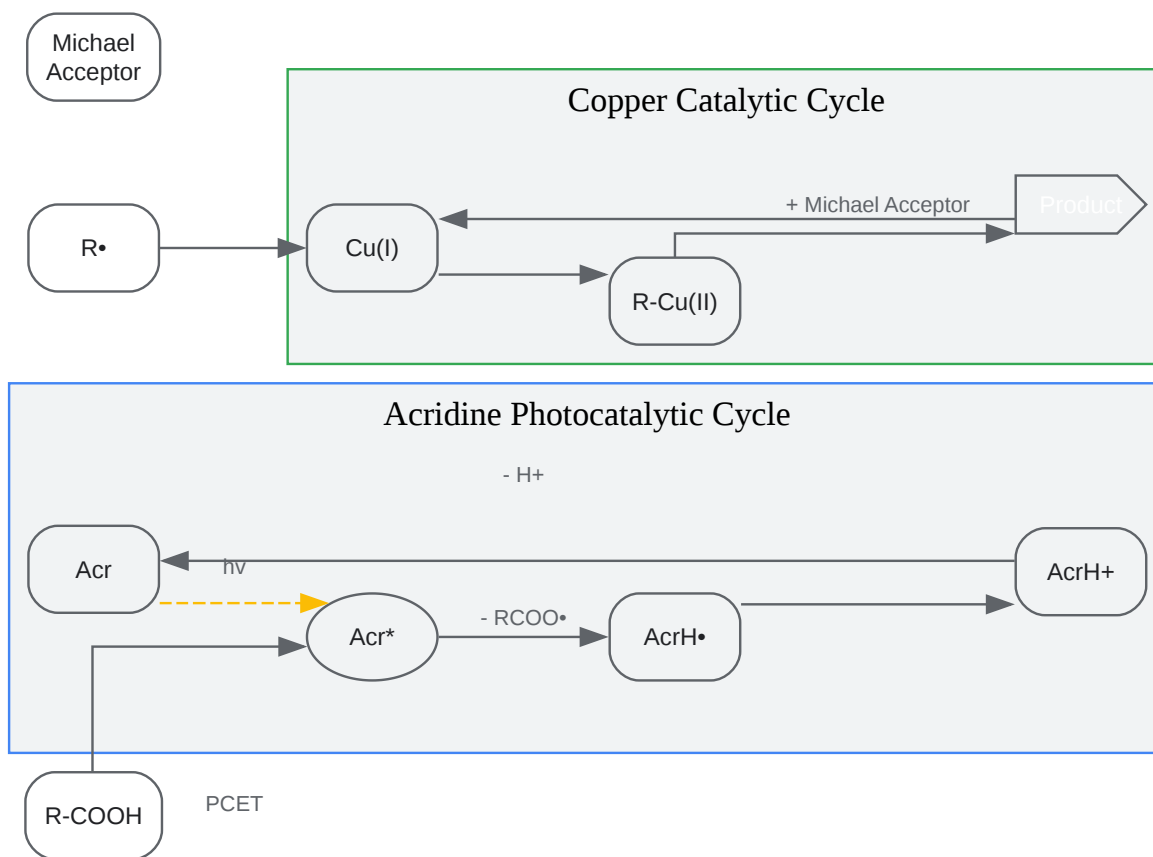 Michael
Acceptor
Copper Catalytic Cycle
+ Michael Acceptor
Product
R•
Cu(I)
R-Cu(II)
Acridine Photocatalytic Cycle
- H+
Acr
hv
AcrH+
Acr*
- RCOO•
AcrH•
R-COOH
PCET